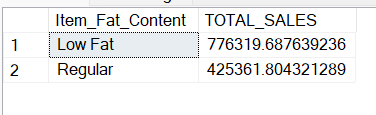 Item_Fat_Content TOTAL_SALES
1 Low Fat 776319.687639236
2 Regular 425361.804321289